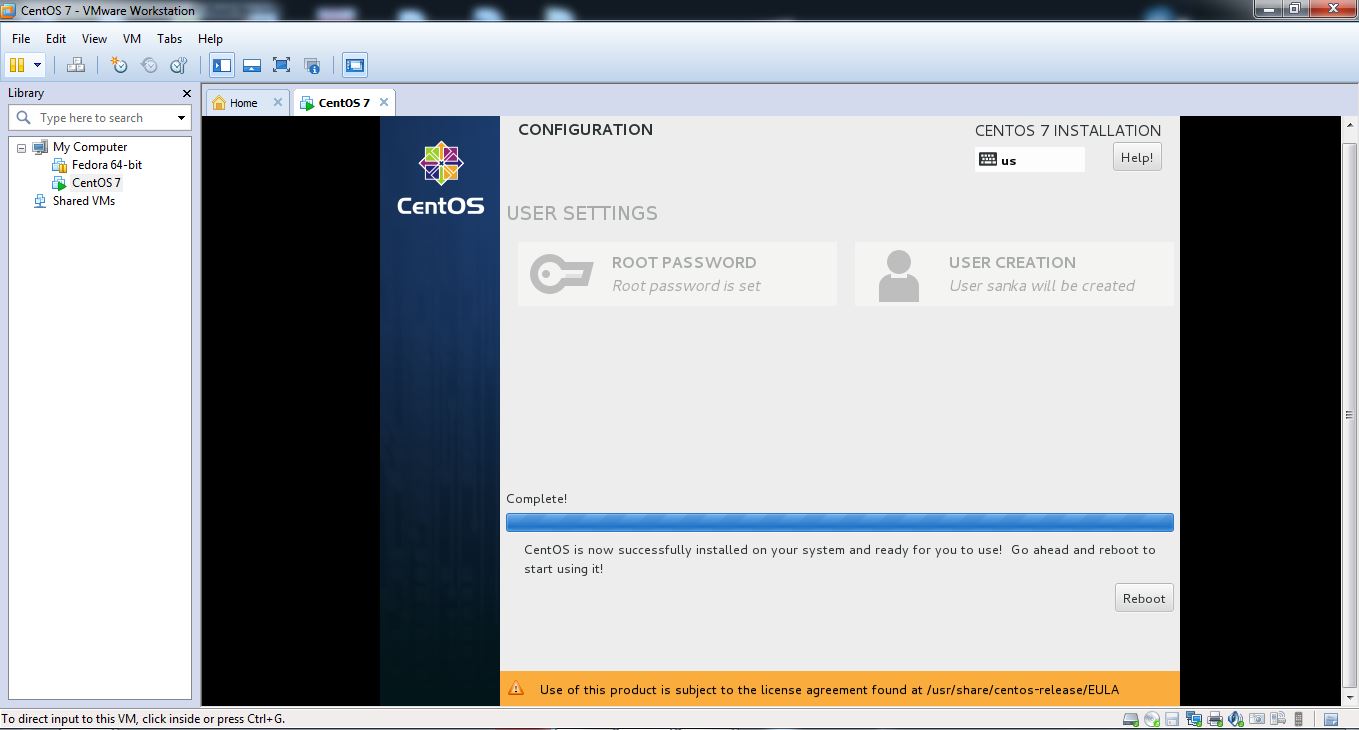 CentOS 7 - VMware Workstation
File Edit View VM Tabs Help
Library
Type here to search
My Computer
Fedora 64-bit
CentOS 7
Shared VMs
Home
CentOS 7
CentOS
CONFIGURATION
CENTOS 7 INSTALLATION
us
Help!
USER SETTINGS
ROOT PASSWORD
Root password is set
USER CREATION
User sanka will be created
Complete!
CentOS is now successfully installed on your system and ready for you to use! Go ahead and reboot to
start using it!
Reboot
Use of this product is subject to the license agreement found at /usr/share/centos-release/EULA
To direct input to this VM, click inside or press Ctrl+G.